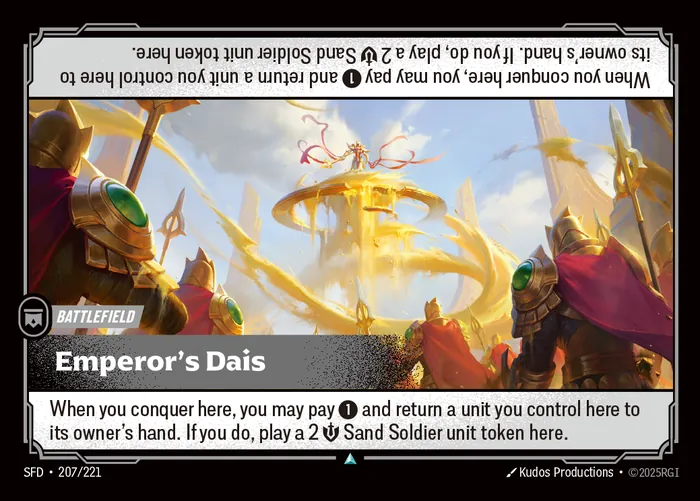 When you conquer here, you may pay 1 and return a unit you control here to
its owner's hand. If you do, play a 2 Sand Soldier unit token here.
BATTLEFIELD
Emperor's Dais
When you conquer here, you may pay 1 and return a unit you control here to
its owner's hand. If you do, play a 2 Sand Soldier unit token here.
SFD • 207/221
Kudos Productions • ©2025RGI